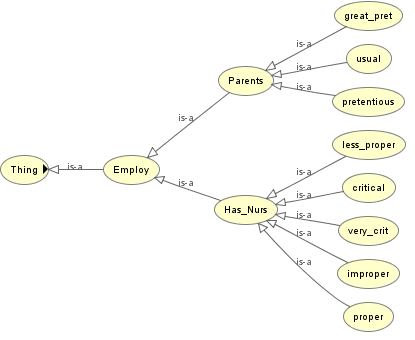 great_pret
is-a
usual
is-a
Parents
is-a
pretentious
is-a
less_proper
Thing
is-a
Employ
is-a
is-a
critical
is-a
Has_Nurs
is-a
very_crit
is-a
improper
is-a
proper